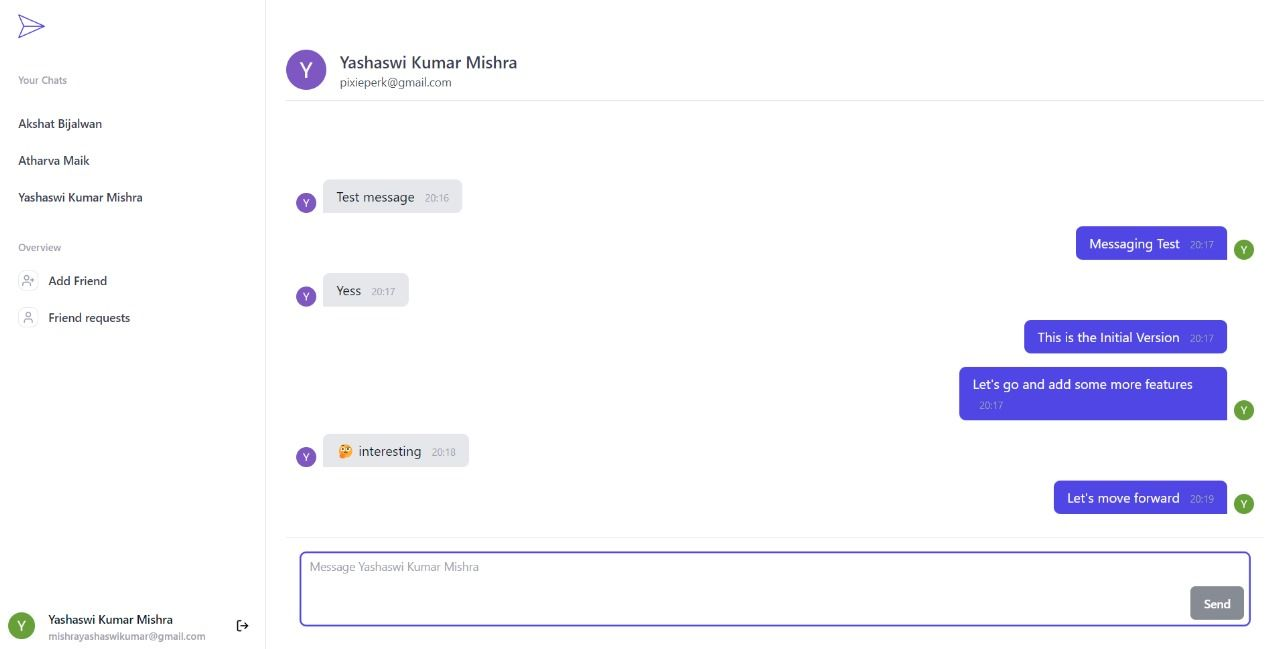 Your Chats
Akshat Bijalwan
Atharva Maik
Yashaswi Kumar Mishra
Overview
Add Friend
Friend requests
Y
Yashaswi Kumar Mishra
mishrayashaswikumar@gmail.com
Y
Yashaswi Kumar Mishra
pixieperk@gmail.com
Y
Test message 20:16
Messaging Test 20:17
Y
Y
Yess 20:17
This is the Initial Version 20:17
Let's go and add some more features
20:17
Y
Y
🤔 interesting 20:18
Let's move forward 20:19
Y
Message Yashaswi Kumar Mishra
Send